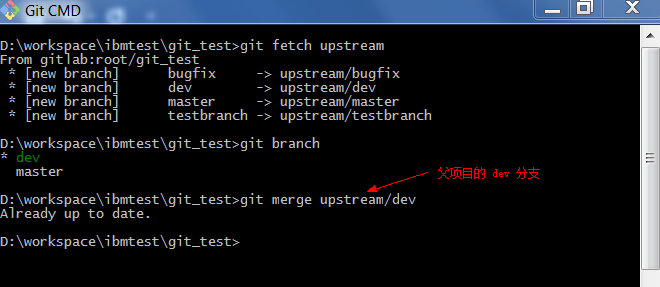 Git CMD
D:\workspace\ibmtest\git_test>git fetch upstream
From gitlab:root/git_test
 * [new branch]      bugfix     -> upstream/bugfix
 * [new branch]      dev        -> upstream/dev
 * [new branch]      master     -> upstream/master
 * [new branch]      testbranch -> upstream/testbranch
D:\workspace\ibmtest\git_test>git branch
* dev
  master
父项目的 dev 分支
D:\workspace\ibmtest\git_test>git merge upstream/dev
Already up to date.
D:\workspace\ibmtest\git_test>